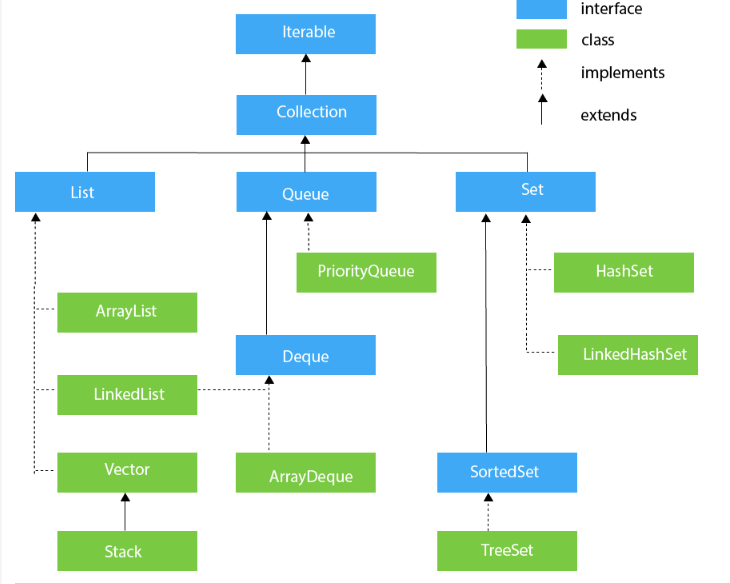 interface
Iterable
class
implements
Collection
extends
List
Queue
Set
PriorityQueue
HashSet
ArrayList
Deque
LinkedHashSet
LinkedList
Vector
ArrayDeque
SortedSet
Stack
TreeSet